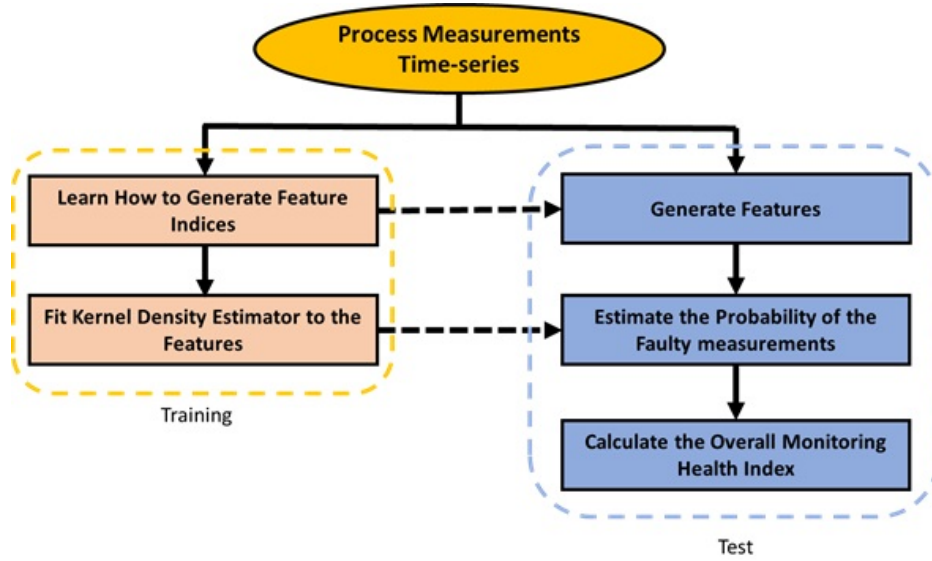 Process Measurements
Time-series
Learn How to Generate Feature
Indices
Fit Kernel Density Estimator to the
Features
Training
Generate Features
Estimate the Probability of the
Faulty measurements
Calculate the Overall Monitoring
Health Index
Test